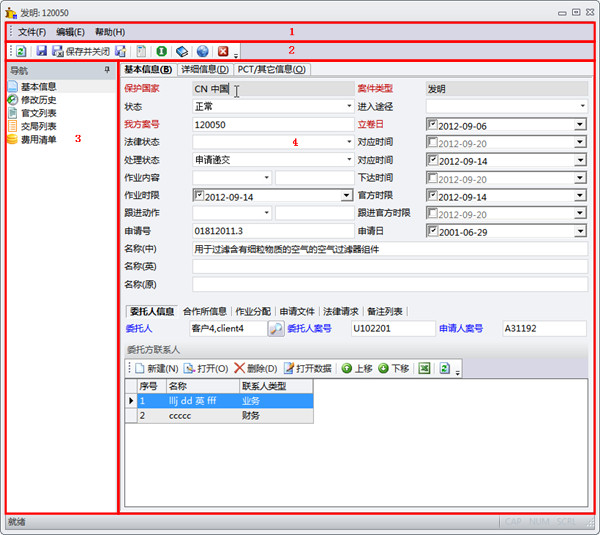 发明: 120050
文件(F) 编辑(E) 帮助(H) 1
保存并关闭 2
导航
基本信息
修改历史
官文列表
交局列表
费用清单 3
基本信息(B) 详细信息(D) PCT/其它信息(O)
保护国家 CN 中国 案件类型 发明
状态 正常 进入途径
我方案号 120050 立卷日 2012-09-06
法律状态 4 对应时间 2012-09-20
处理状态 申请递交 对应时间 2012-09-14
作业内容 下达时间 2012-09-20
作业时限 2012-09-14 官方时限 2012-09-14
跟进动作 跟进官方时限 2012-09-20
申请号 01812011.3 申请日 2001-06-29
名称(中) 用于过滤含有细粒物质的空气的空气过滤器组件
名称(英)
名称(原)
委托人信息 合作所信息 作业分配 申请文件 法律请求 备注列表
委托人 客户4,client4 委托人案号 U102201 申请人案号 A31192
委托方联系人
新建(N) 打开(O) 删除(D) 打开数据 上移 下移
序号 名称 联系人类型
1 lllj dd 英 fff 业务
2 ccccc 财务
就绪 CAP NUM SCRL